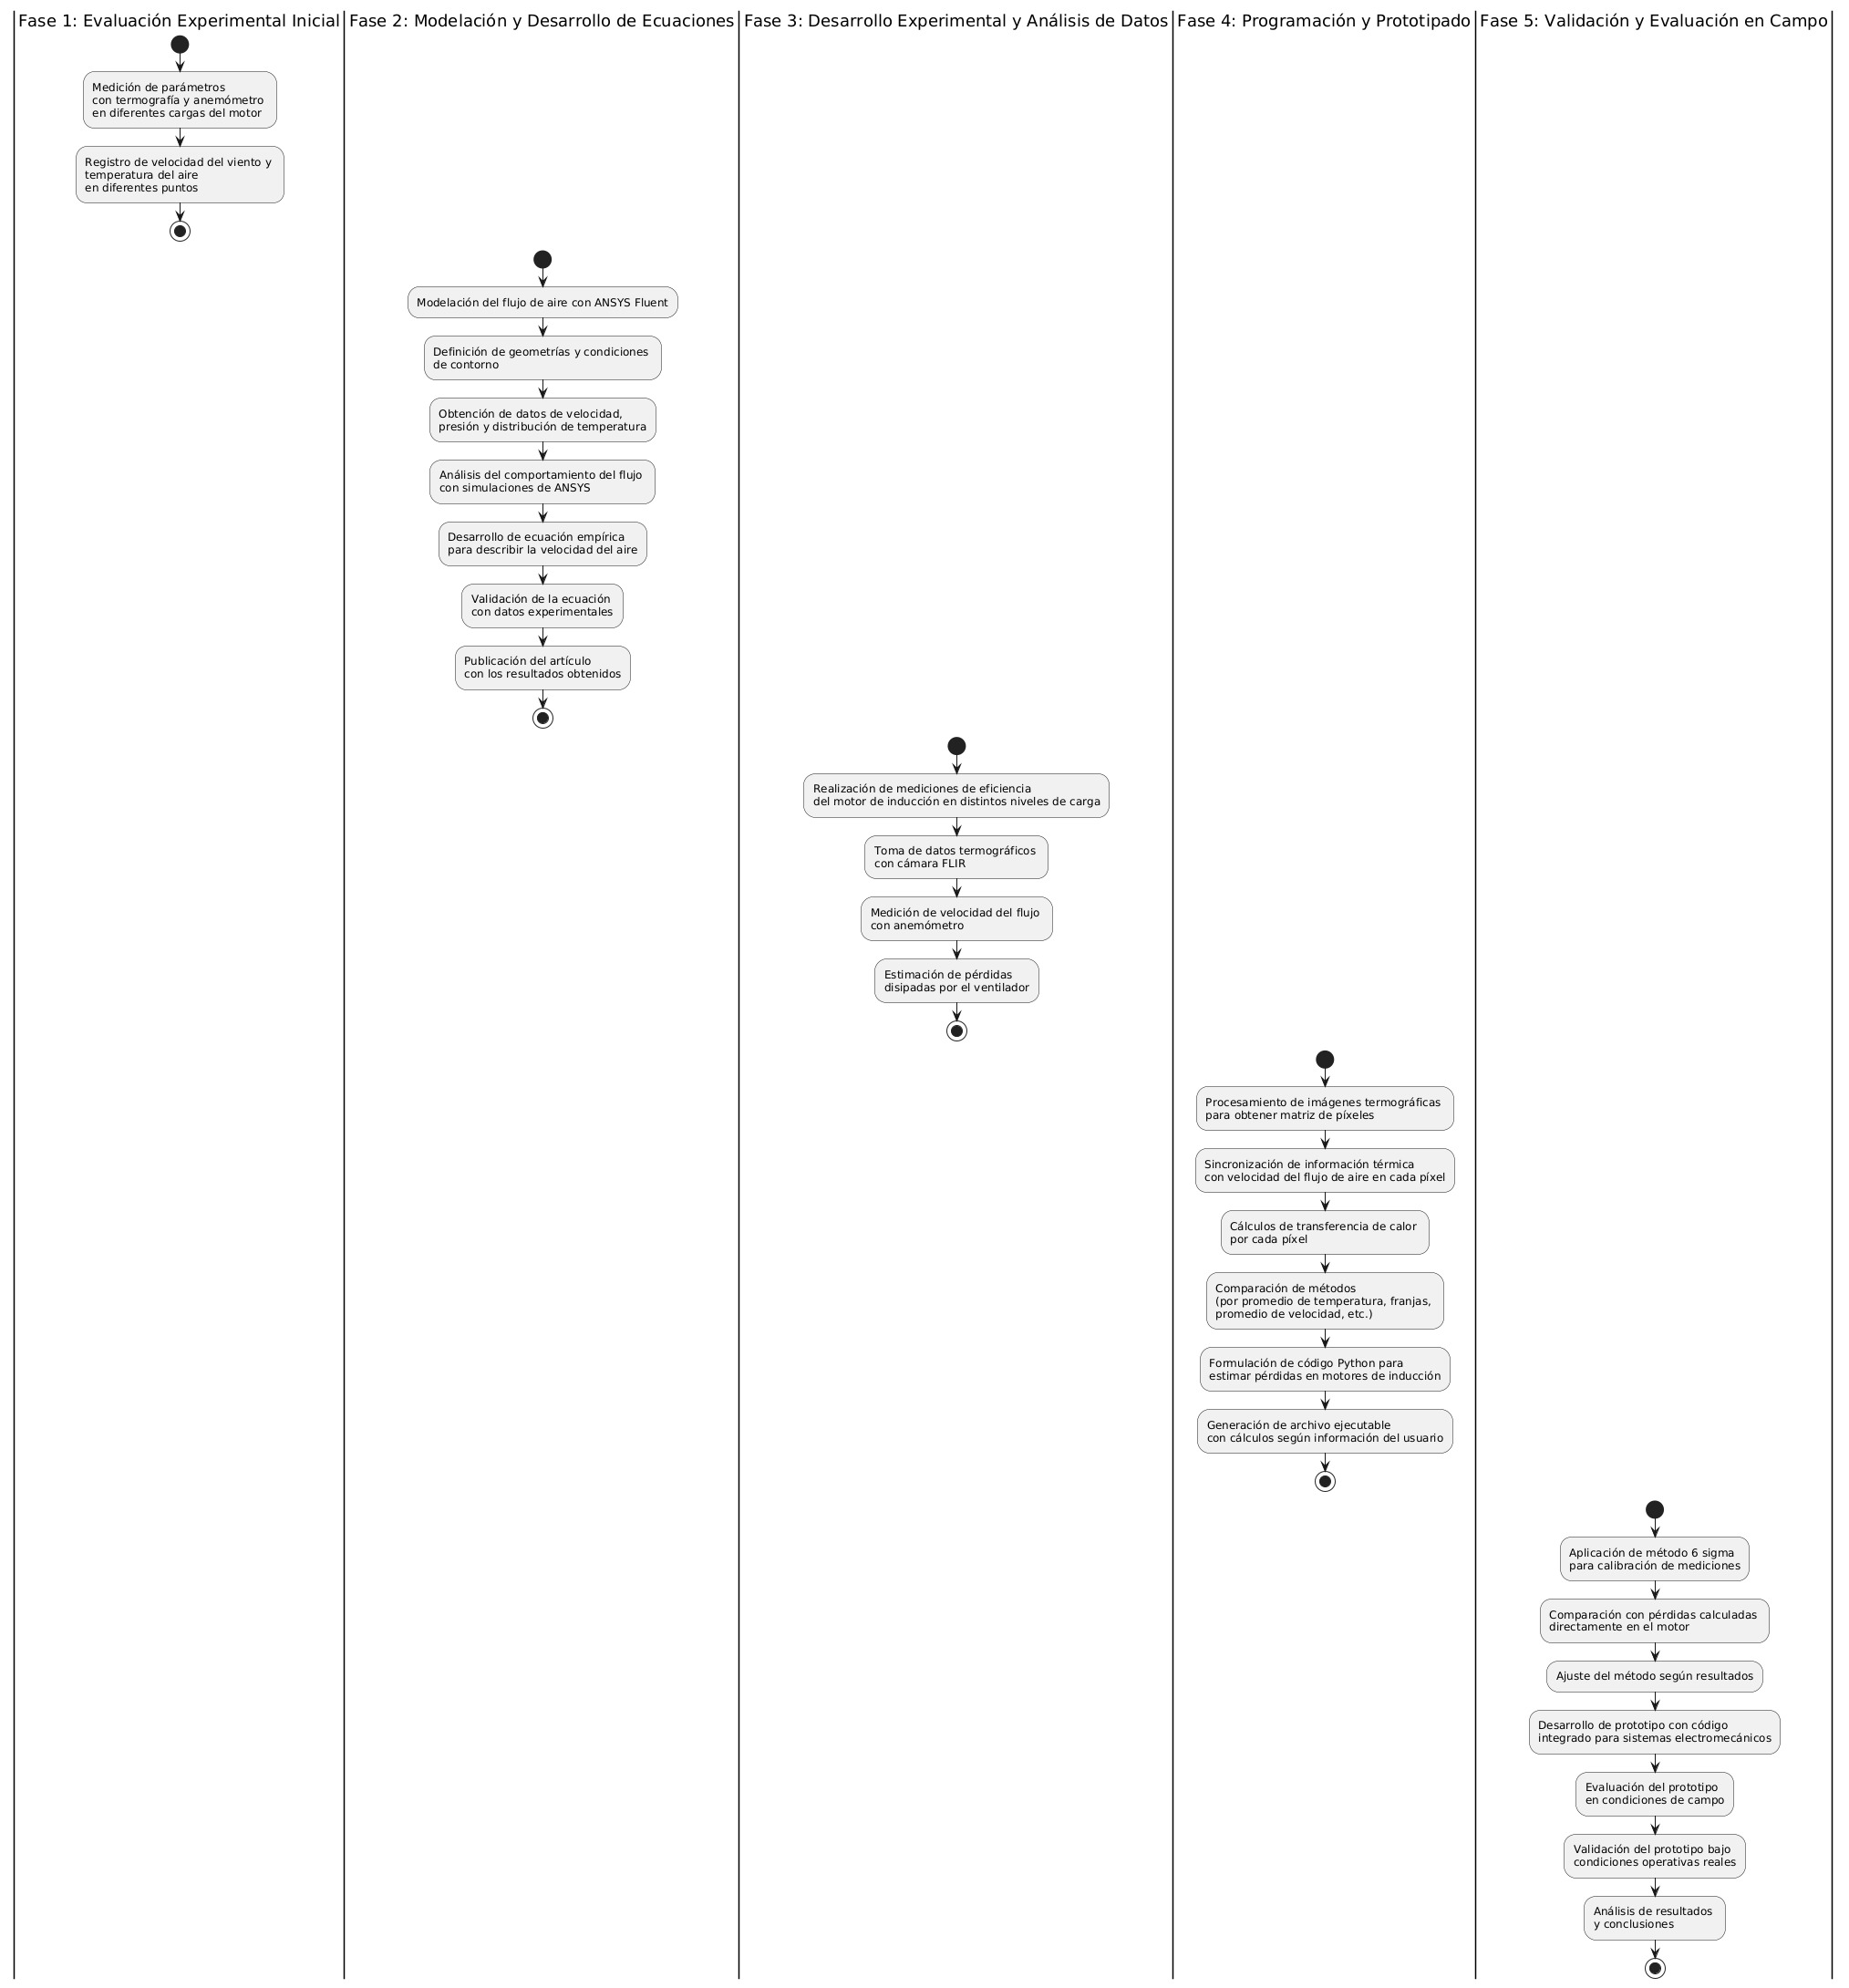 Fase 1: Evaluación Experimental Inicial
Fase 2: Modelación y Desarrollo de Ecuaciones
Fase 3: Desarrollo Experimental y Análisis de Datos
Fase 4: Programación y Prototipado
Fase 5: Validación y Evaluación en Campo
Medición de parámetros
con termografía y anemómetro
en diferentes cargas del motor
Registro de velocidad del viento y
temperatura del aire
en diferentes puntos
Modelación del flujo de aire con ANSYS Fluent
Definición de geometrías y condiciones
de contorno
Obtención de datos de velocidad,
presión y distribución de temperatura
Análisis del comportamiento del flujo
con simulaciones de ANSYS
Desarrollo de ecuación empírica
para describir la velocidad del aire
Validación de la ecuación
con datos experimentales
Publicación del artículo
con los resultados obtenidos
Realización de mediciones de eficiencia
del motor de inducción en distintos niveles de carga
Toma de datos termográficos
con cámara FLIR
Medición de velocidad del flujo
con anemómetro
Estimación de pérdidas
disipadas por el ventilador
Procesamiento de imágenes termográficas
para obtener matriz de píxeles
Sincronización de información térmica
con velocidad del flujo de aire en cada píxel
Cálculos de transferencia de calor
por cada píxel
Comparación de métodos
(por promedio de temperatura, franjas,
promedio de velocidad, etc.)
Formulación de código Python para
estimar pérdidas en motores de inducción
Generación de archivo ejecutable
con cálculos según información del usuario
Aplicación de método 6 sigma
para calibración de mediciones
Comparación con pérdidas calculadas
directamente en el motor
Ajuste del método según resultados
Desarrollo de prototipo con código
integrado para sistemas electromecánicos
Evaluación del prototipo
en condiciones de campo
Validación del prototipo bajo
condiciones operativas reales
Análisis de resultados
y conclusiones